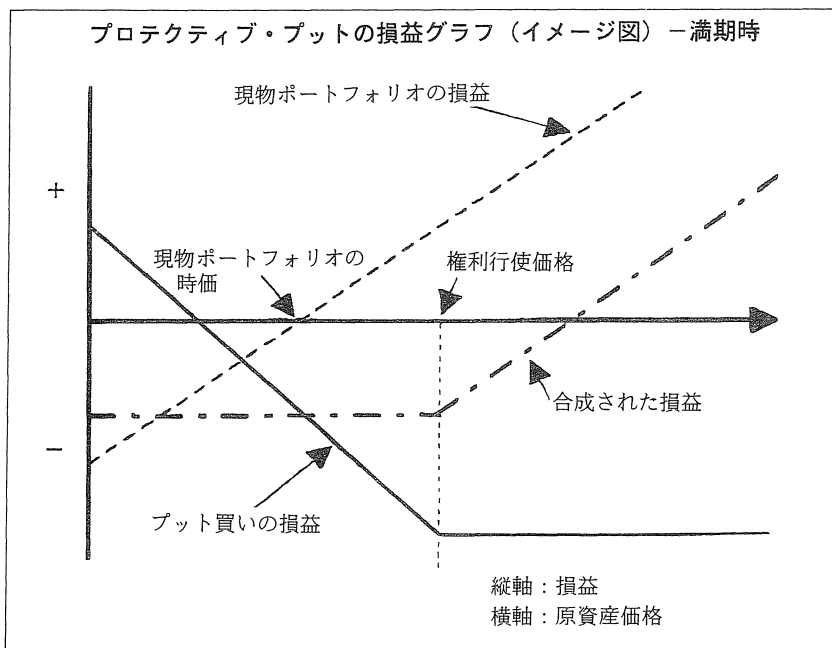 プロテクティブ・プットの損益グラフ（イメージ図）－満期時
現物ポートフォリオの損益
＋
現物ポートフォリオの
時価
権利行使価格
合成された損益
－
プット買いの損益
縦軸：損益
横軸：原資産価格